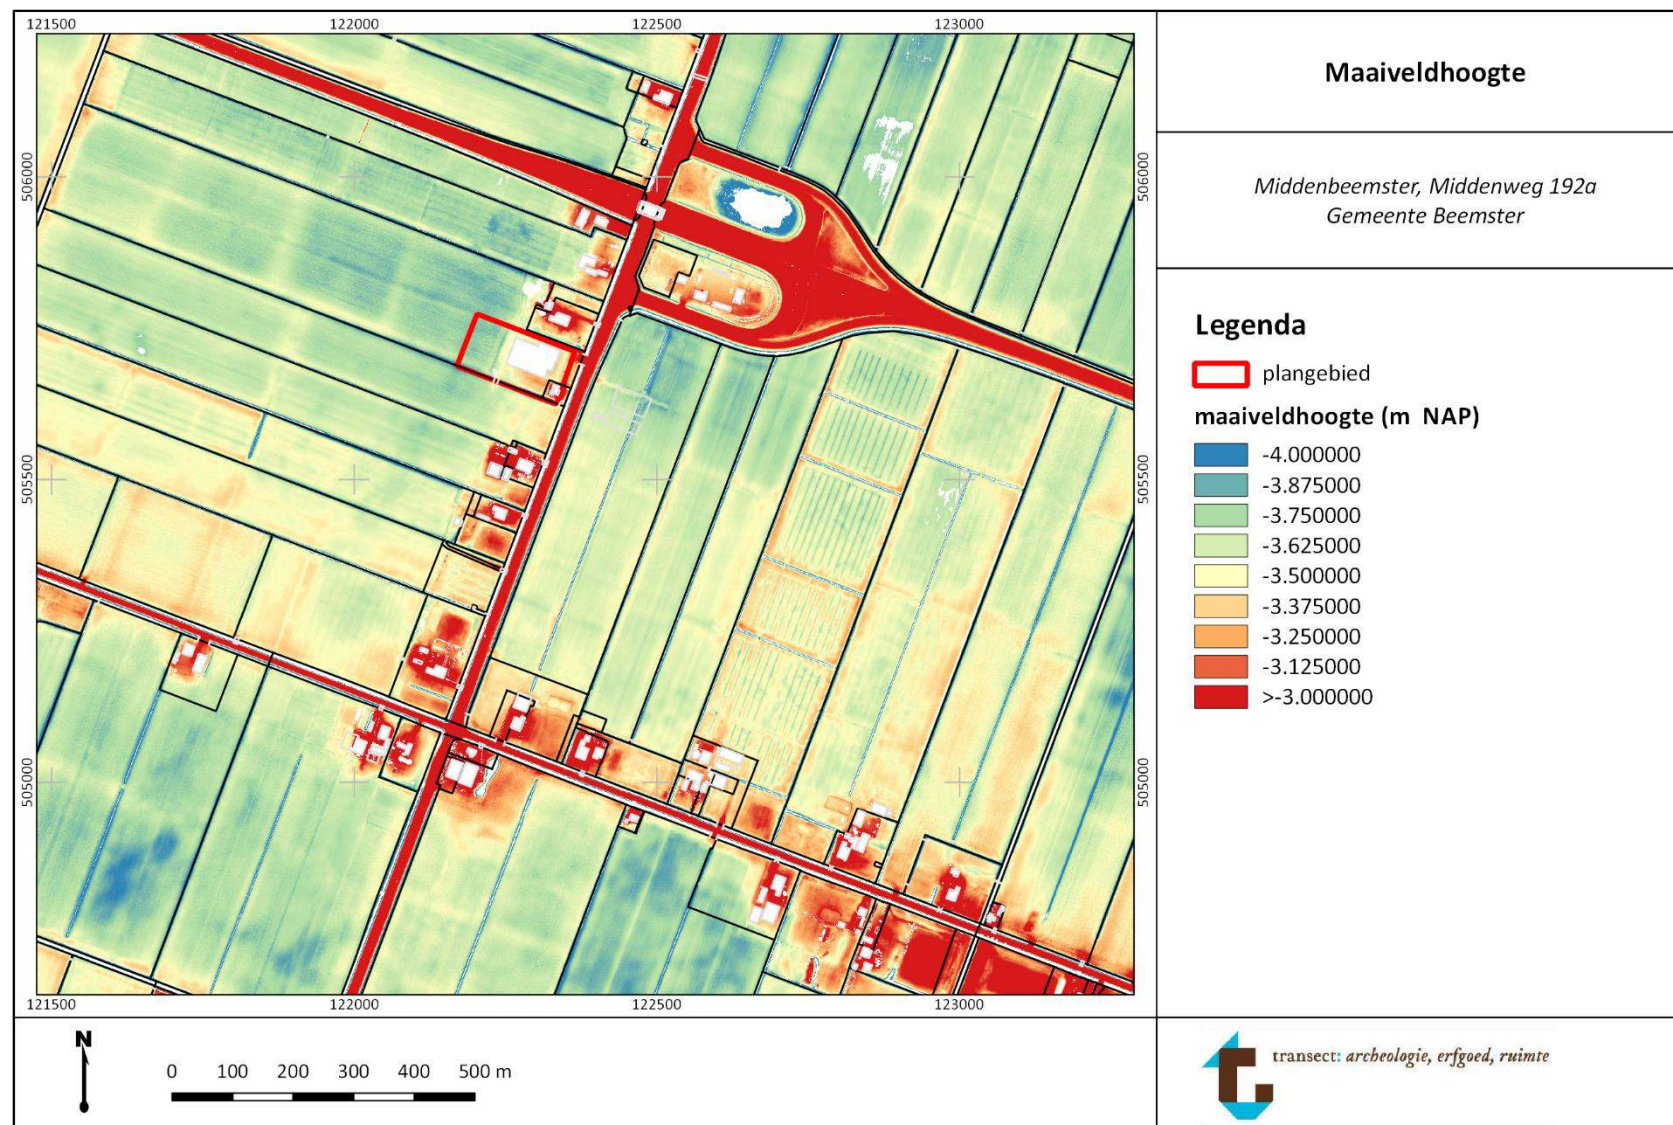 121500 122000 122500 123000
506000 506000
505500 505500
505000 505000
121500 122000 122500 123000
N
0 100 200 300 400 500 m
Maaiveldhoogte
Middenbeemster, Middenweg 192a
Gemeente Beemster
Legenda
plangebied
maaiveldhoogte (m NAP)
-4.000000
-3.875000
-3.750000
-3.625000
-3.500000
-3.375000
-3.250000
-3.125000
>-3.000000
transect: archeologie, erfgoed, ruimte